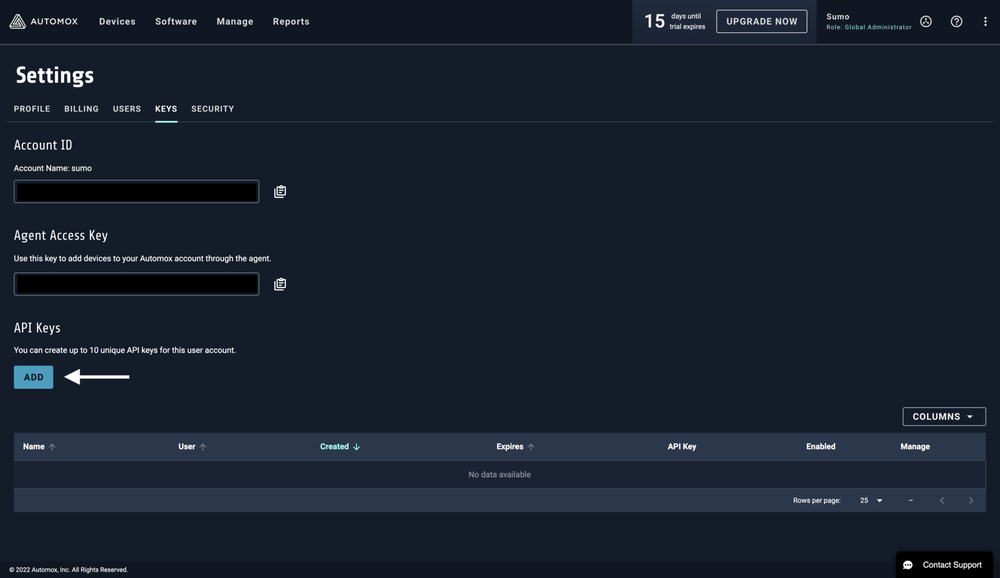 AUTOMOX Devices Software Manage Reports 15 days until trial expires UPGRADE NOW Sumo Role: Global Administrator
Settings
PROFILE BILLING USERS KEYS SECURITY
Account ID
Account Name: sumo
Agent Access Key
Use this key to add devices to your Automox account through the agent.
API Keys
You can create up to 10 unique API keys for this user account.
ADD
COLUMNS
Name User Created Expires API Key Enabled Manage
No data available
Rows per page: 25 –
© 2022 Automox, Inc. All Rights Reserved.
Contact Support